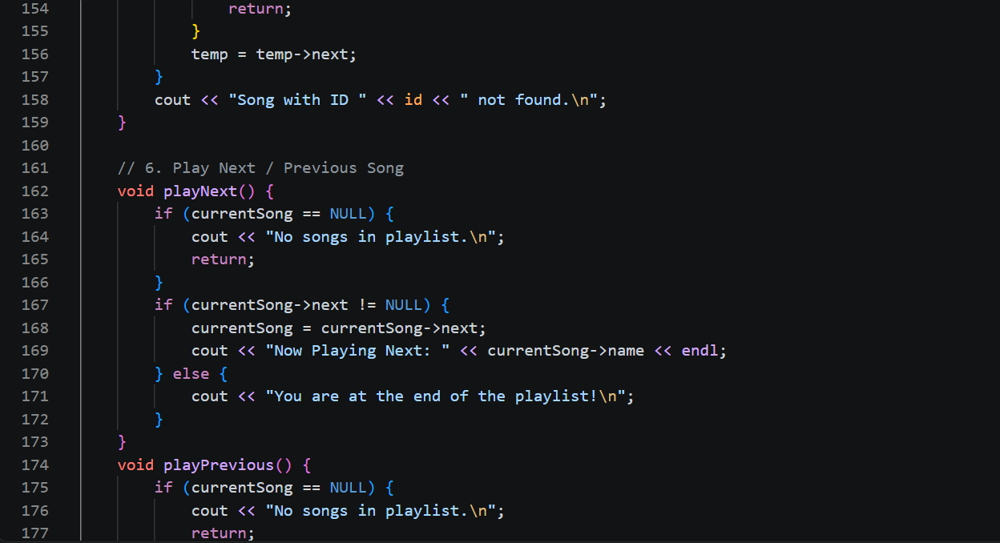 154 return;
155 }
156 temp = temp->next;
157 }
158 cout << "Song with ID " << id << " not found.\n";
159 }
160
161 // 6. Play Next / Previous Song
162 void playNext() {
163 if (currentSong == NULL) {
164 cout << "No songs in playlist.\n";
165 return;
166 }
167 if (currentSong->next != NULL) {
168 currentSong = currentSong->next;
169 cout << "Now Playing Next: " << currentSong->name << endl;
170 } else {
171 cout << "You are at the end of the playlist!\n";
172 }
173 }
174 void playPrevious() {
175 if (currentSong == NULL) {
176 cout << "No songs in playlist.\n";
177 return;